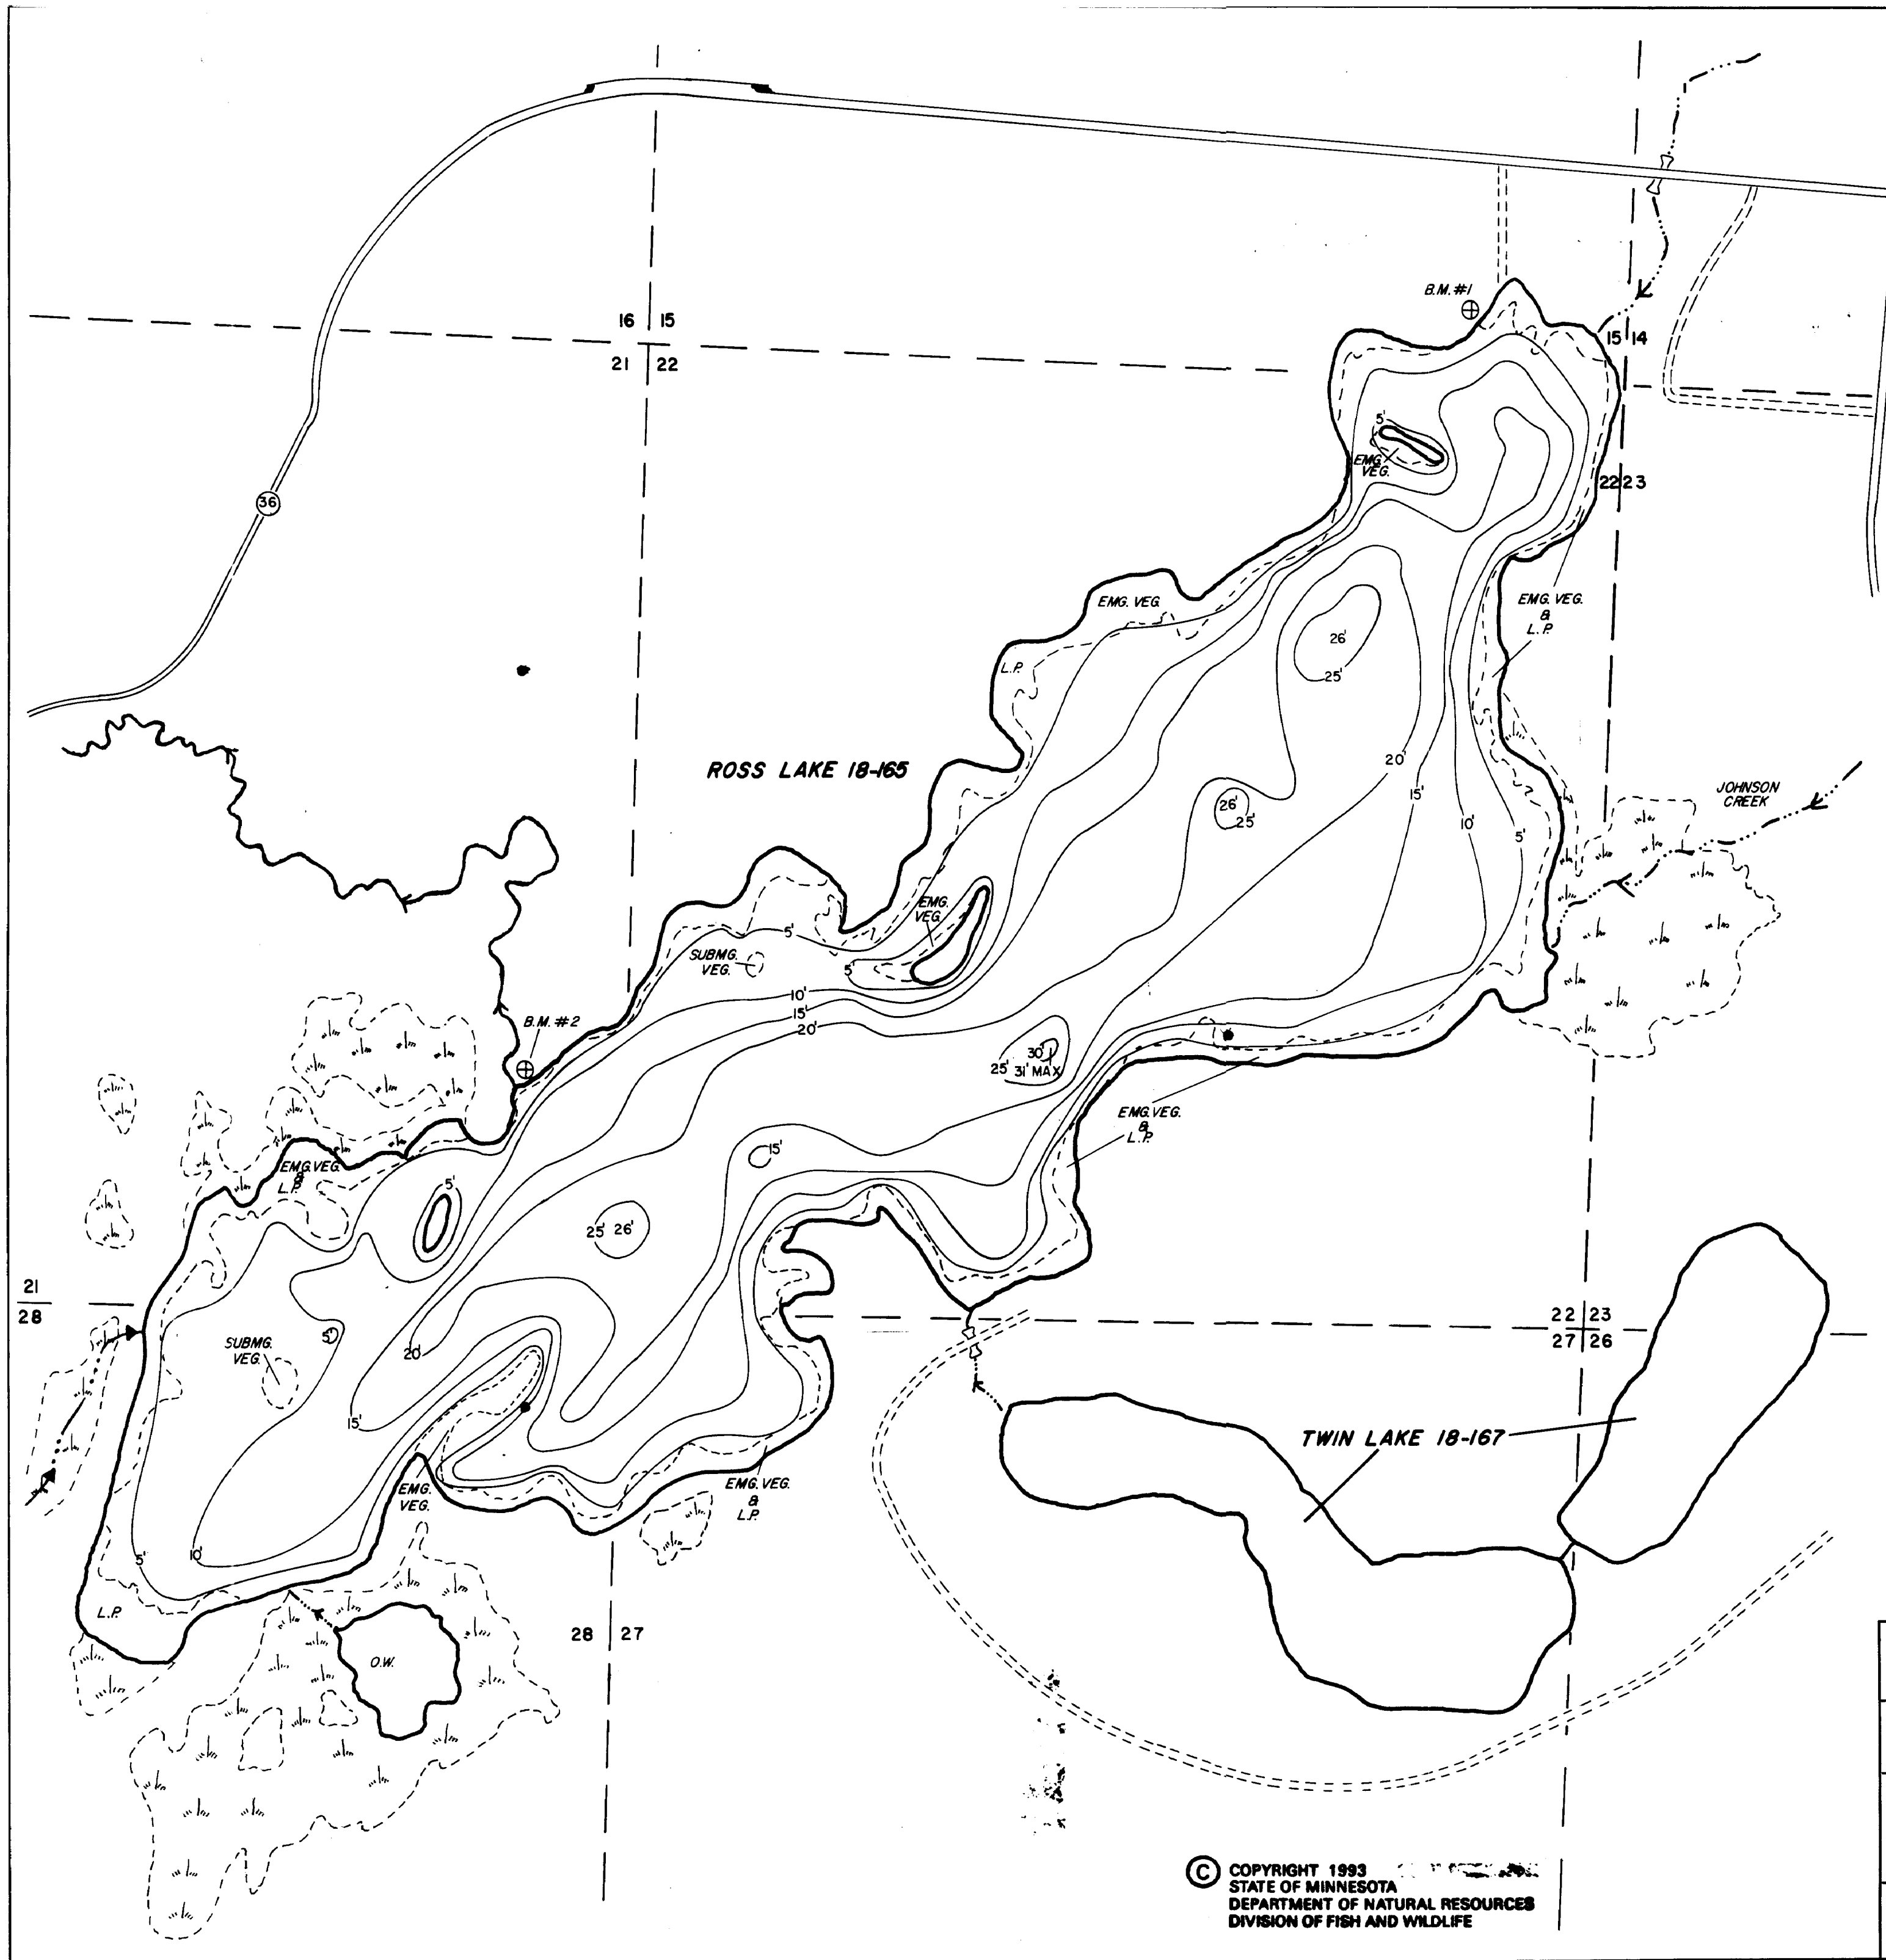 B.M. #1
16 15
21 22
15 14
5'
EMG.
VEG.
22 23
36
EMG. VEG.
EMG. VEG.
&
L.P.
26'
25'
L.P.
20'
15'
10'
5'
ROSS LAKE 18-165
JOHNSON
CREEK
26'
25'
EMG.
VEG.
5'
SUBMG.
VEG.
5'
10'
15'
20'
B.M. #2
30'
25' 31' MAX
EMG. VEG.
&
L.P.
15'
EMG. VEG.
&
L.P.
5'
25' 26'
21
28
22 23
27 26
5'
SUBMG.
VEG.
20'
15'
TWIN LAKE 18-167
EMG.
VEG.
EMG. VEG.
&
L.P.
5'
10'
L.P.
28 27
O.W.
© COPYRIGHT 1993
STATE OF MINNESOTA
DEPARTMENT OF NATURAL RESOURCES
DIVISION OF FISH AND WILDLIFE